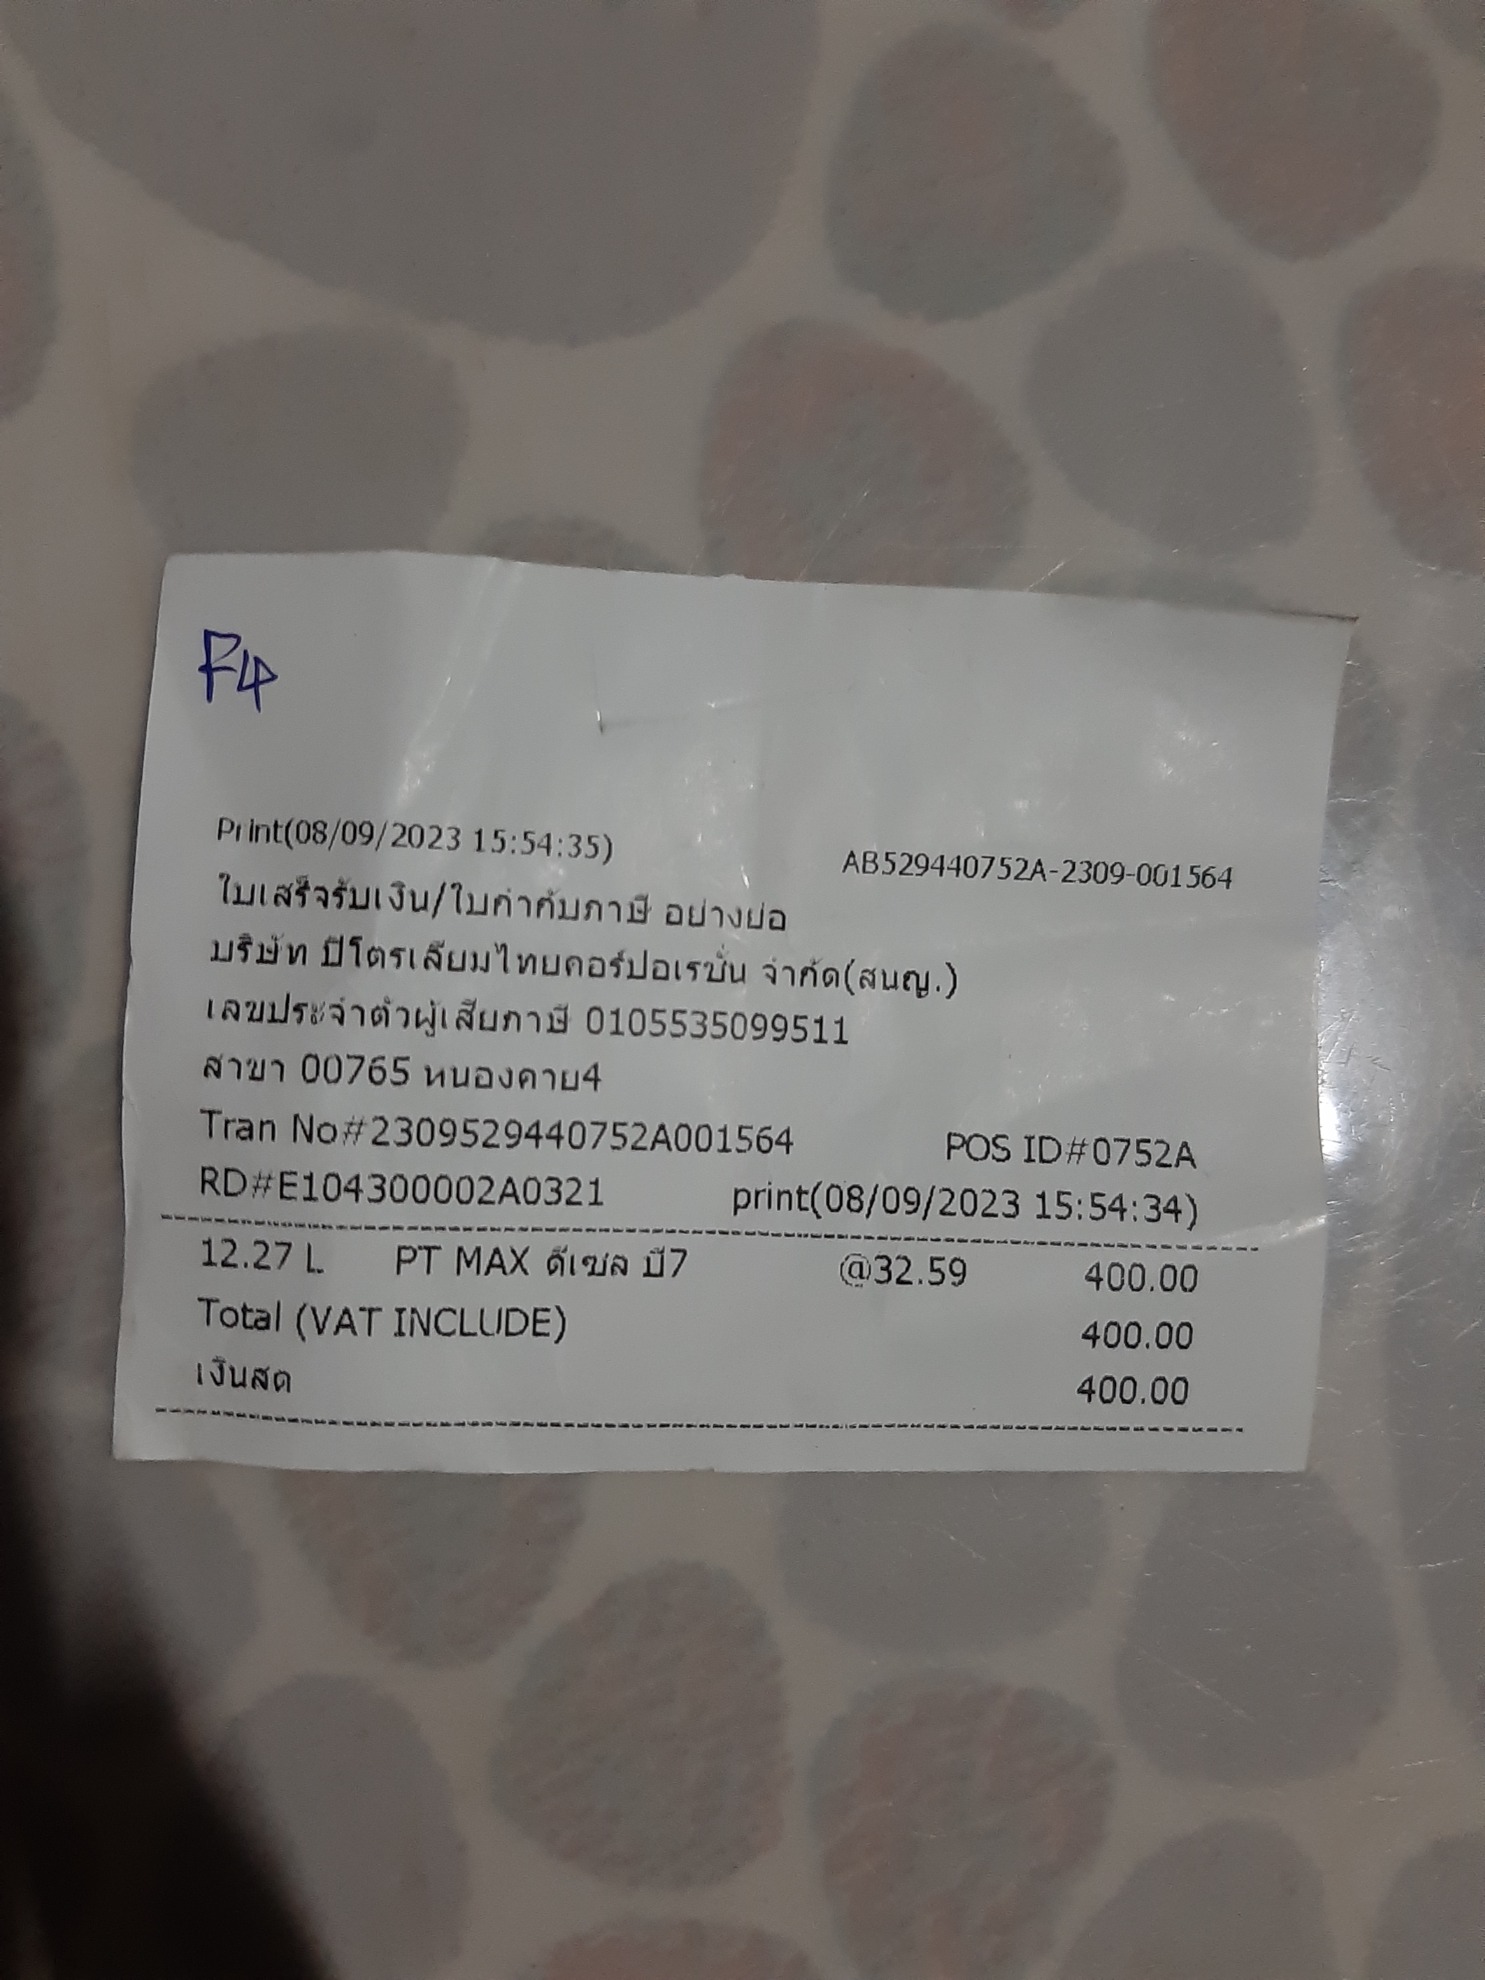 F4
Print(08/09/2023 15:54:35)
AB529440752A-2309-001564
ใบเสร็จรับเงิน/ใบกำกับภาษี อย่างย่อ
บริษัท ปิโตรเลียมไทยคอร์ปอเรชั่น จำกัด(สนญ.)
เลขประจำตัวผู้เสียภาษี 0105535099511
สาขา 00765 หนองคาย4
Tran No#2309529440752A001564 POS ID#0752A
RD#E104300002A0321 print(08/09/2023 15:54:34)
12.27 L PT MAX ดีเซล บี7 @32.59 400.00
Total (VAT INCLUDE) 400.00
เงินสด 400.00